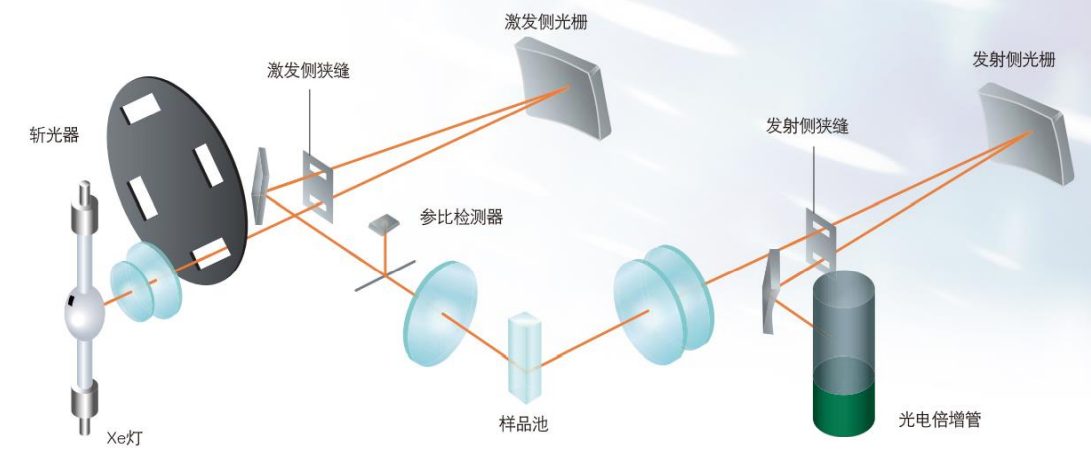 激发侧光栅
发射侧光栅
激发侧狭缝
发射侧狭缝
斩光器
参比检测器
样品池
光电倍增管
Xe灯